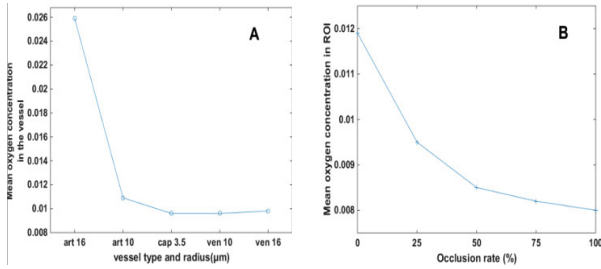 A
0.026
0.024
0.022
0.02
0.018
0.016
0.014
0.012
0.01
0.008
Mean oxygen concentration
in the vessel
art 16
art 10
cap 3.5
ven 10
ven 16
vessel type and radius(μm)
B
0.012
0.011
0.01
0.009
0.008
Mean oxygen concentration in ROI
0
25
50
75
100
Occlusion rate (%)